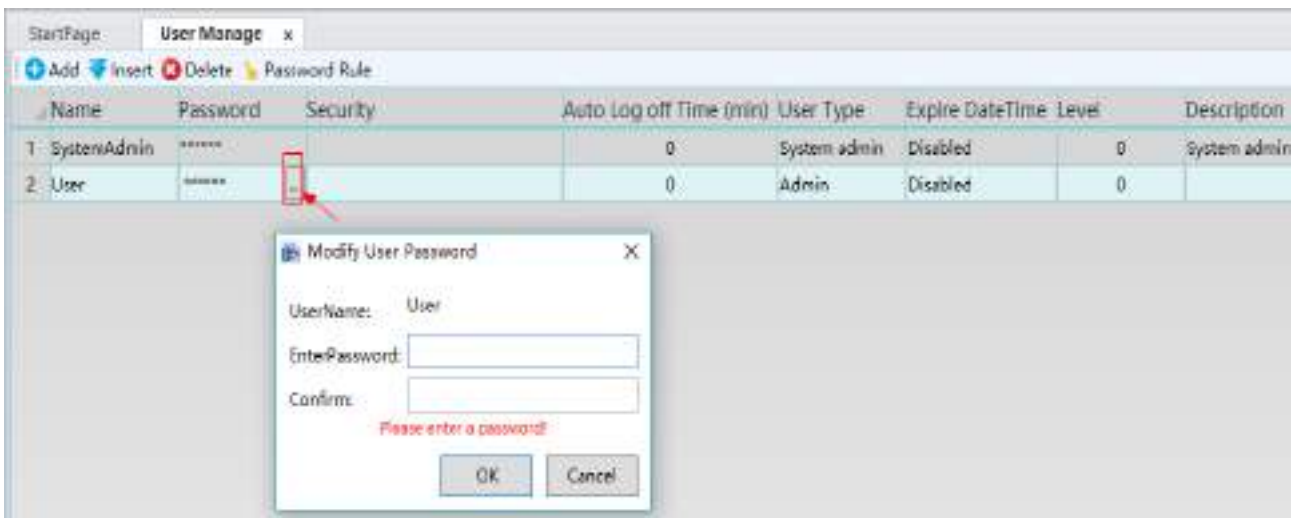 StartPage User Manage x
Add Insert Delete Password Rule
Name Password Security Auto Log off Time (min) User Type Expire DateTime Level Description
1 SystemAdmin ****** 0 System admin Disabled 0 System admin
2 User ****** ... 0 Admin Disabled 0
Modify User Password X
UserName: User
EnterPassword:
Confirm:
Please enter a password!
OK Cancel